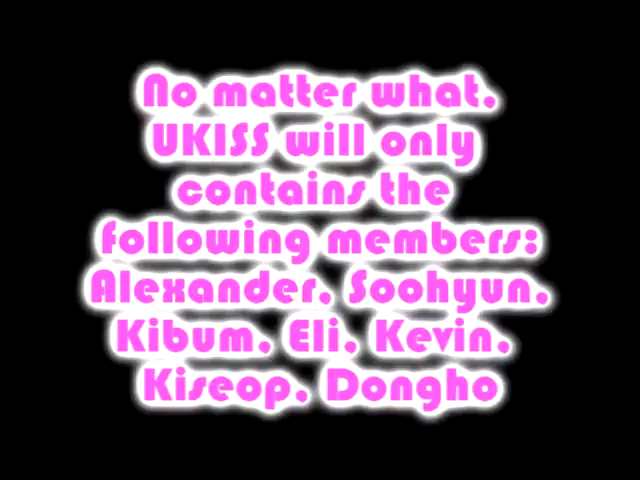 No matter what,
UKISS will only
contains the
following members:
Alexander, Soohyun,
Kibum, Eli, Kevin,
Kiseop, Dongho